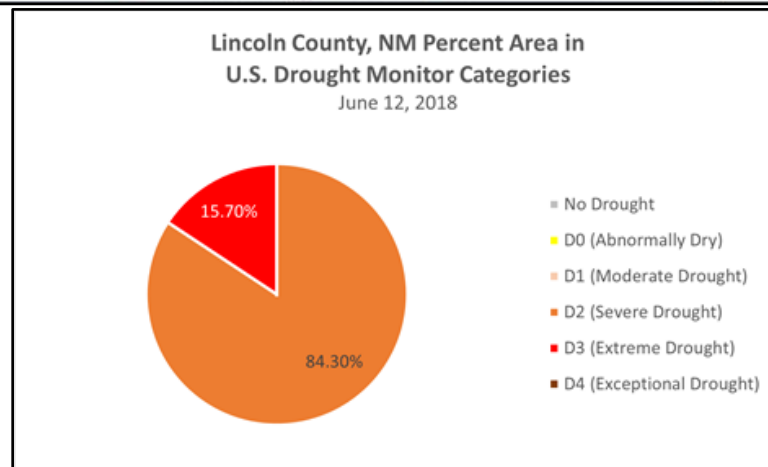 Lincoln County, NM Percent Area in
U.S. Drought Monitor Categories
June 12, 2018
15.70%
84.30%
No Drought
D0 (Abnormally Dry)
D1 (Moderate Drought)
D2 (Severe Drought)
D3 (Extreme Drought)
D4 (Exceptional Drought)